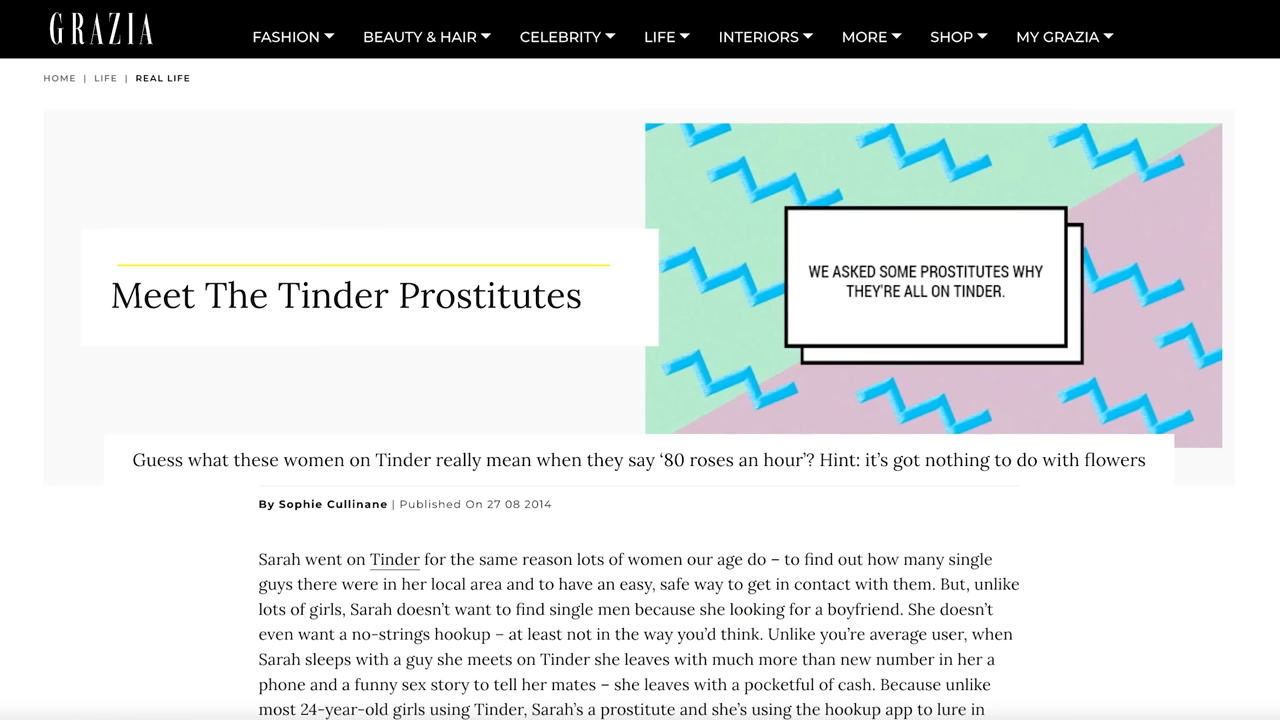 GRAZIA
FASHION BEAUTY & HAIR CELEBRITY LIFE INTERIORS MORE SHOP MY GRAZIA
HOME | LIFE | REAL LIFE
Meet The Tinder Prostitutes
WE ASKED SOME PROSTITUTES WHY
THEY'RE ALL ON TINDER.
Guess what these women on Tinder really mean when they say ‘80 roses an hour’? Hint: it’s got nothing to do with flowers
By Sophie Cullinane | Published On 27 08 2014
Sarah went on Tinder for the same reason lots of women our age do – to find out how many single
guys there were in her local area and to have an easy, safe way to get in contact with them. But, unlike
lots of girls, Sarah doesn’t want to find single men because she looking for a boyfriend. She doesn’t
even want a no-strings hookup – at least not in the way you’d think. Unlike you’re average user, when
Sarah sleeps with a guy she meets on Tinder she leaves with much more than new number in her a
phone and a funny sex story to tell her mates – she leaves with a pocketful of cash. Because unlike
most 24-year-old girls using Tinder, Sarah’s a prostitute and she’s using the hookup app to lure in